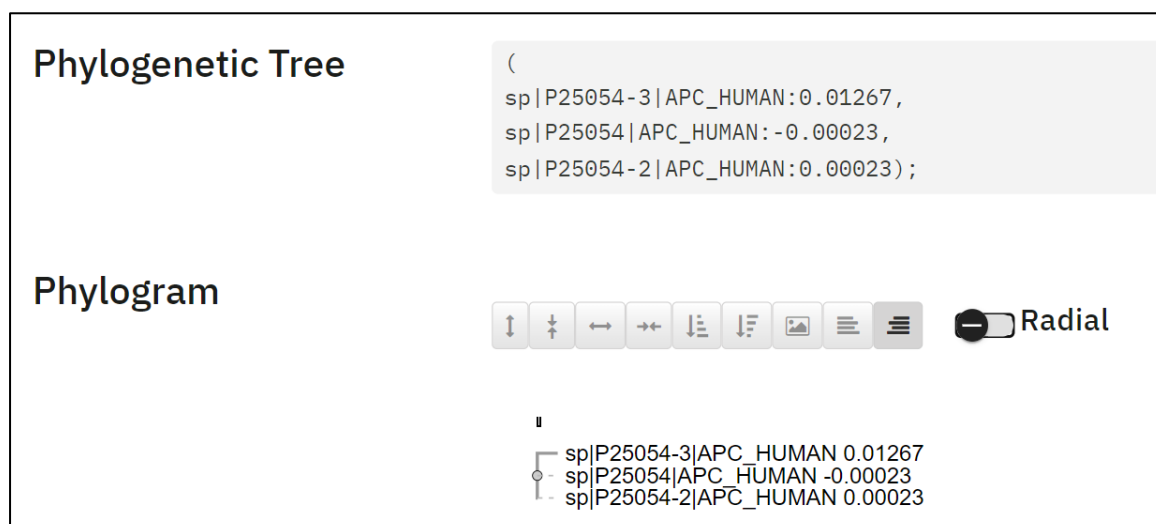 Phylogenetic Tree
(
sp|P25054-3|APC_HUMAN:0.01267,
sp|P25054|APC_HUMAN:-0.00023,
sp|P25054-2|APC_HUMAN:0.00023);
Phylogram
Radial
sp|P25054-3|APC_HUMAN 0.01267
sp|P25054|APC_HUMAN -0.00023
sp|P25054-2|APC_HUMAN 0.00023